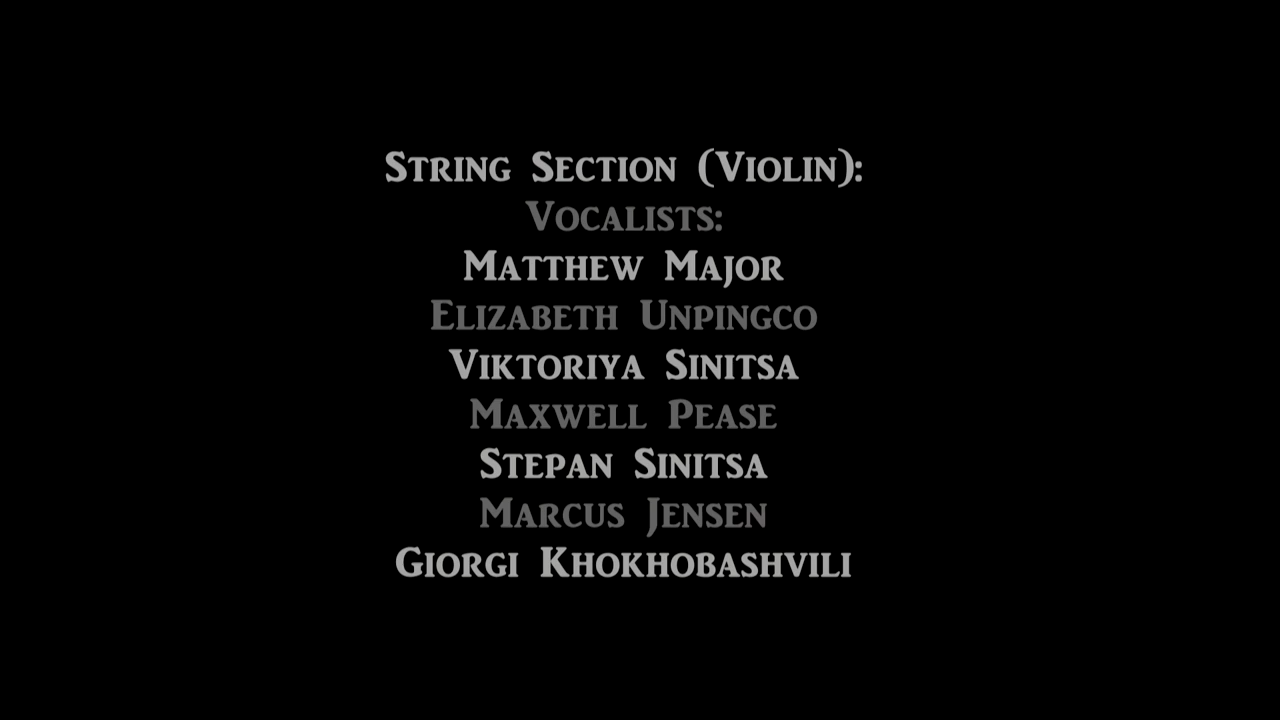 String Section (Violin):
Vocalists:
Matthew Major
Elizabeth Unpingco
Viktoriya Sinitsa
Maxwell Pease
Stepan Sinitsa
Marcus Jensen
Giorgi Khokhobashvili